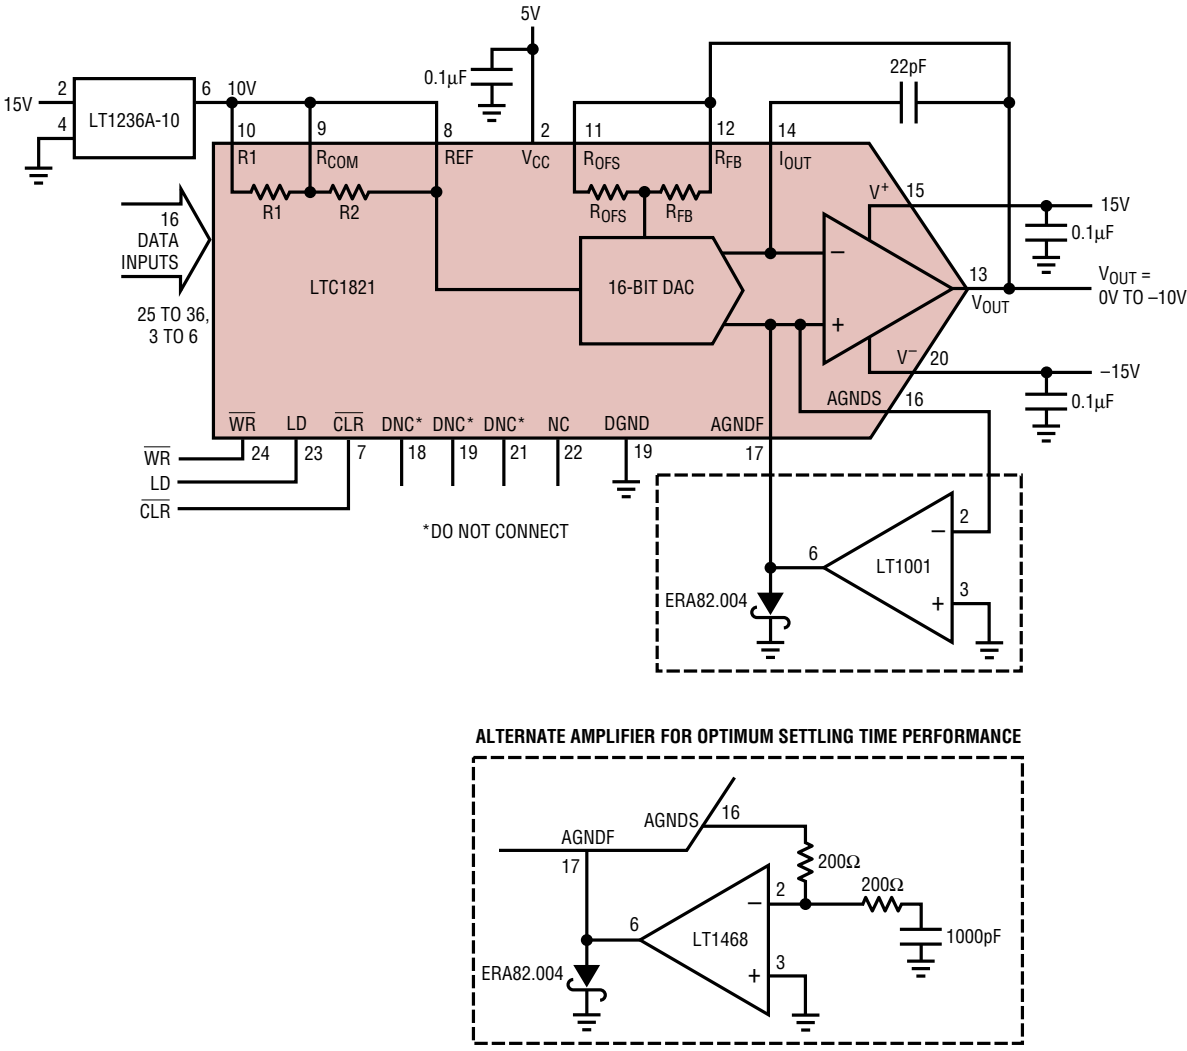 5V
0.1µF
22pF
15V
2
4
LT1236A-10
6
10V
10
9
8
2
11
12
14
R1
RCOM
REF
VCC
ROFS
RFB
IOUT
R1
R2
ROFS
RFB
V+
15
15V
0.1µF
16
DATA
INPUTS
LTC1821
16-BIT DAC
–
+
13
VOUT
VOUT =
0V TO –10V
25 TO 36,
3 TO 6
V–
20
–15V
0.1µF
AGNDS
16
WR
LD
CLR
DNC*
DNC*
DNC*
NC
DGND
AGNDF
24
23
7
18
19
21
22
19
17
WR
LD
CLR
*DO NOT CONNECT
2
–
6
LT1001
3
+
ERA82.004
ALTERNATE AMPLIFIER FOR OPTIMUM SETTLING TIME PERFORMANCE
AGNDS
16
AGNDF
17
200Ω
200Ω
2
–
6
LT1468
1000pF
3
+
ERA82.004